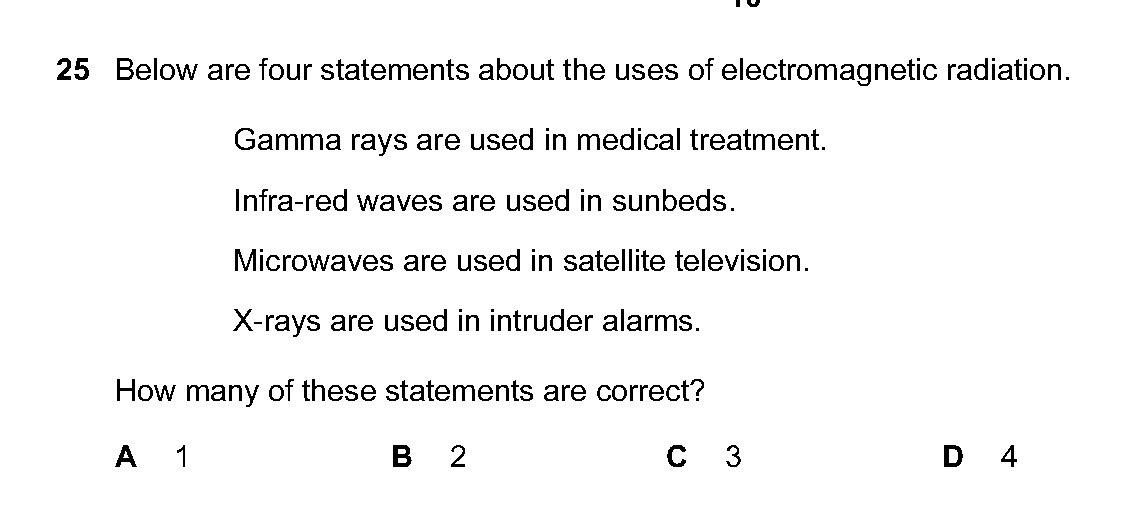 25 Below are four statements about the uses of electromagnetic radiation.
Gamma rays are used in medical treatment.
Infra-red waves are used in sunbeds.
Microwaves are used in satellite television.
X-rays are used in intruder alarms.
How many of these statements are correct?
A 1 B 2 C 3 D 4